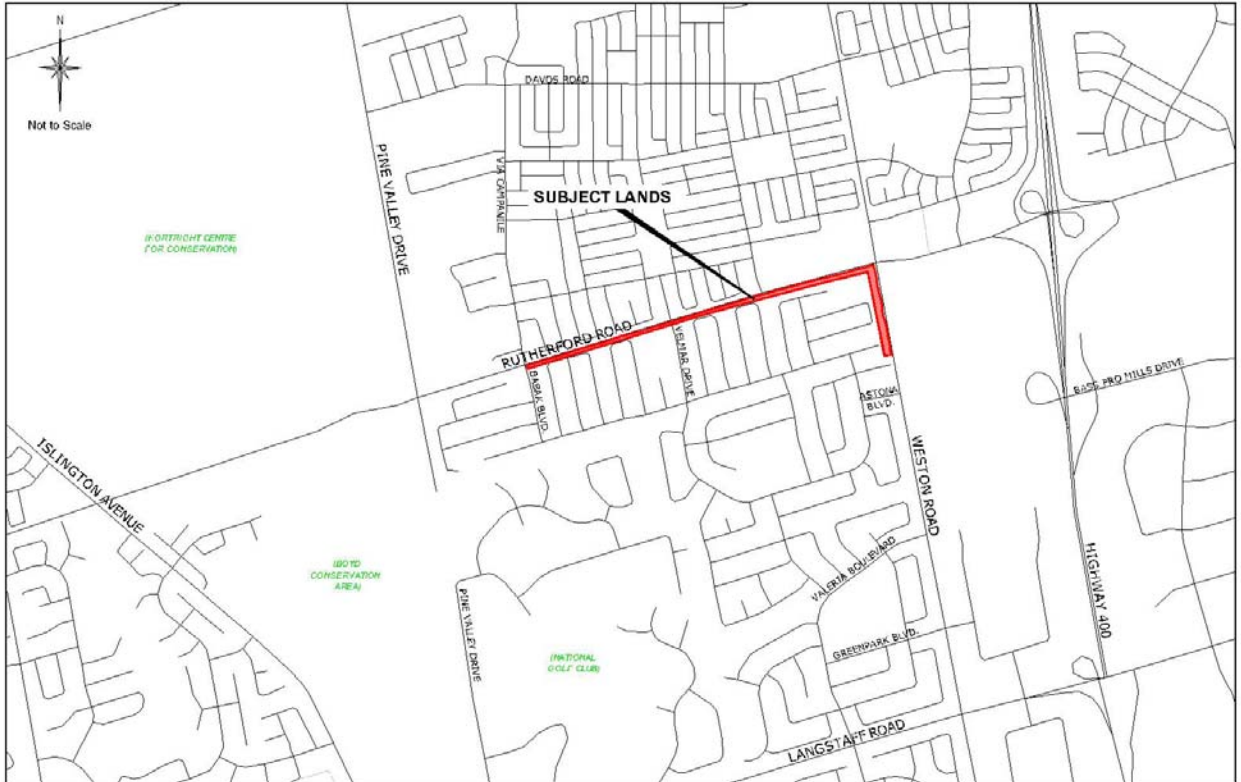 N
Not to Scale
DAVOS ROAD
PINE VALLEY DRIVE
VIA CAMPANILE
SUBJECT LANDS
(KORTRIGHT CENTRE
FOR CONSERVATION)
RUTHERFORD ROAD
VELMAR DRIVE
BABAK BLVD.
ASTONA
BLVD.
BASS PRO MILLS DRIVE
ISLINGTON AVENUE
WESTON ROAD
HIGHWAY 400
(BOYD
CONSERVATION
AREA)
PINE VALLEY DRIVE
VALERIA BOULEVARD
GREENPARK BLVD.
(NATIONAL
GOLF CLUB)
LANGSTAFF ROAD